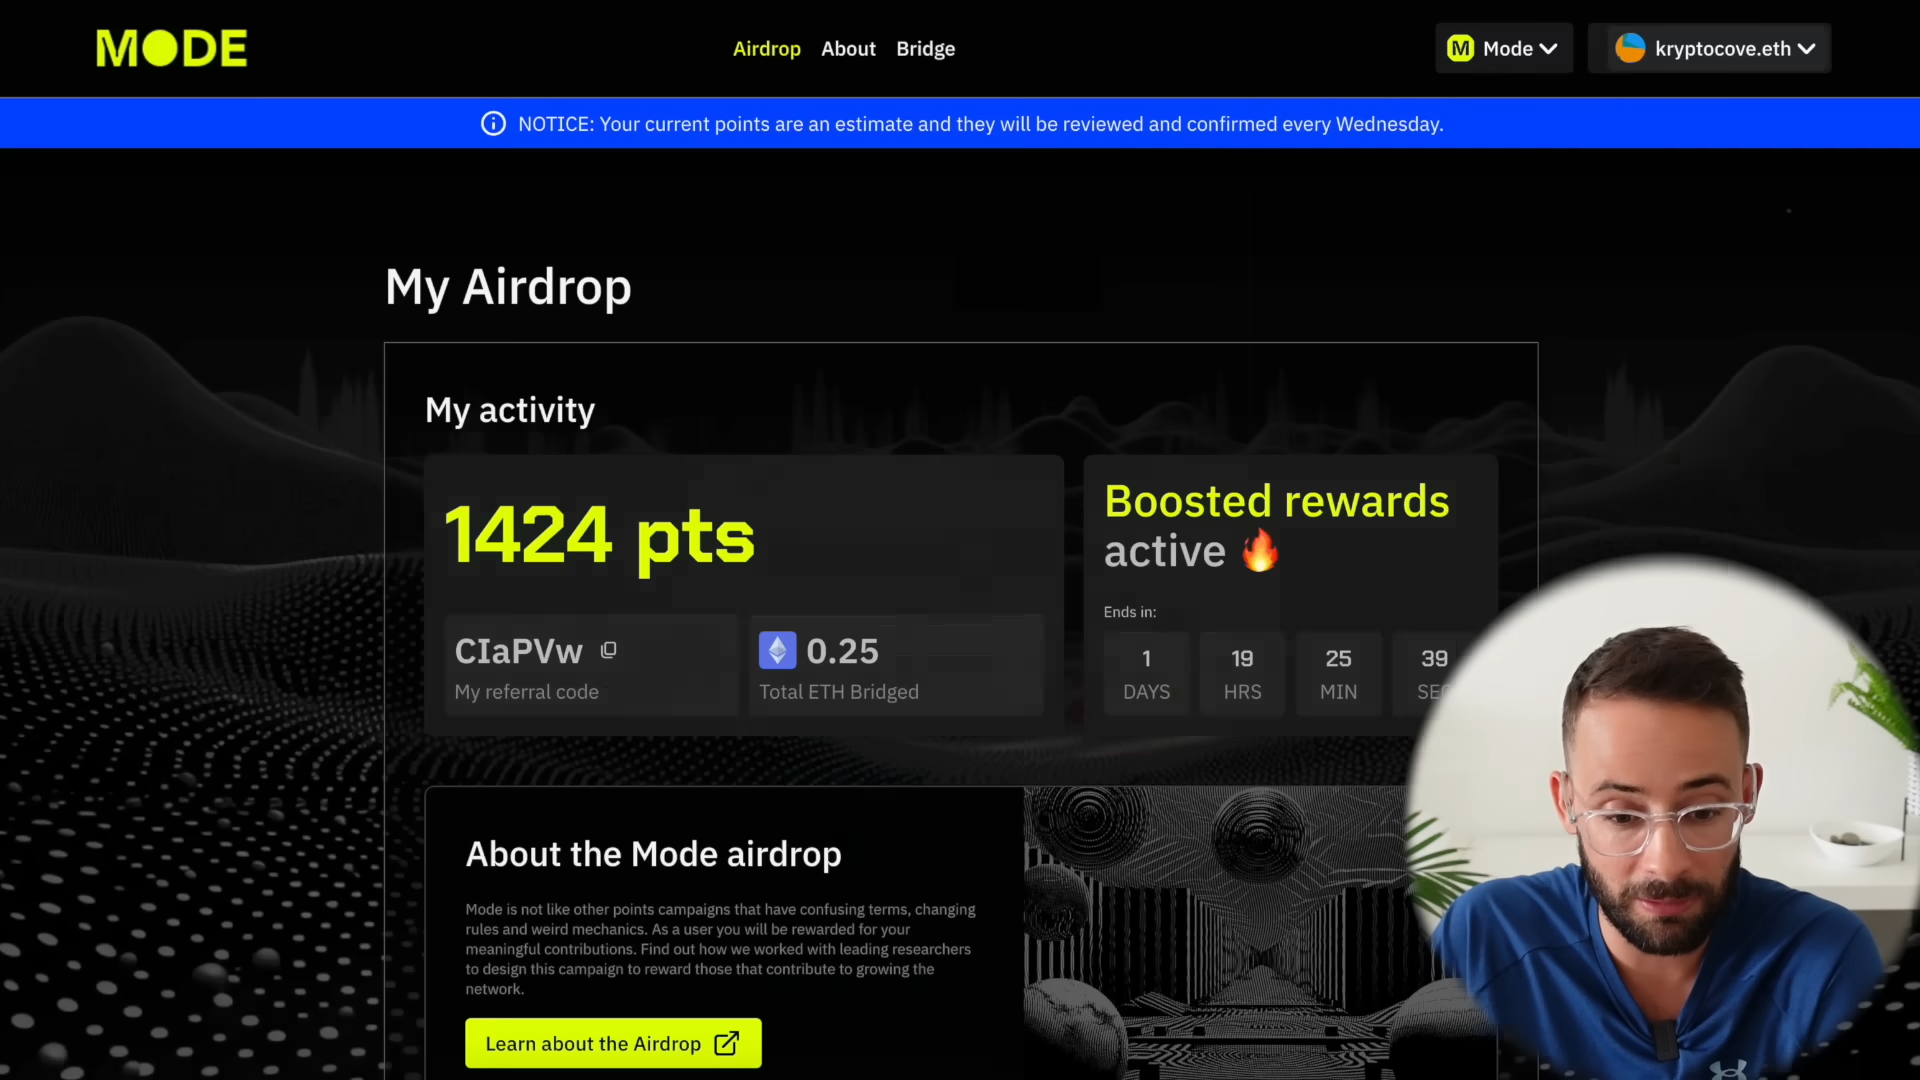 MODE
Airdrop About Bridge
M Mode
kryptocove.eth
NOTICE: Your current points are an estimate and they will be reviewed and confirmed every Wednesday.
My Airdrop
My activity
1424 pts
CIaPVw
My referral code
0.25
Total ETH Bridged
Boosted rewards
active 🔥
Ends in:
1 19 25 39
DAYS HRS MIN SEC
About the Mode airdrop
Mode is not like other points campaigns that have confusing terms, changing
rules and weird mechanics. As a user you will be rewarded for your
meaningful contributions. Find out how we worked with leading researchers
to design this campaign to reward those that contribute to growing the
network.
Learn about the Airdrop